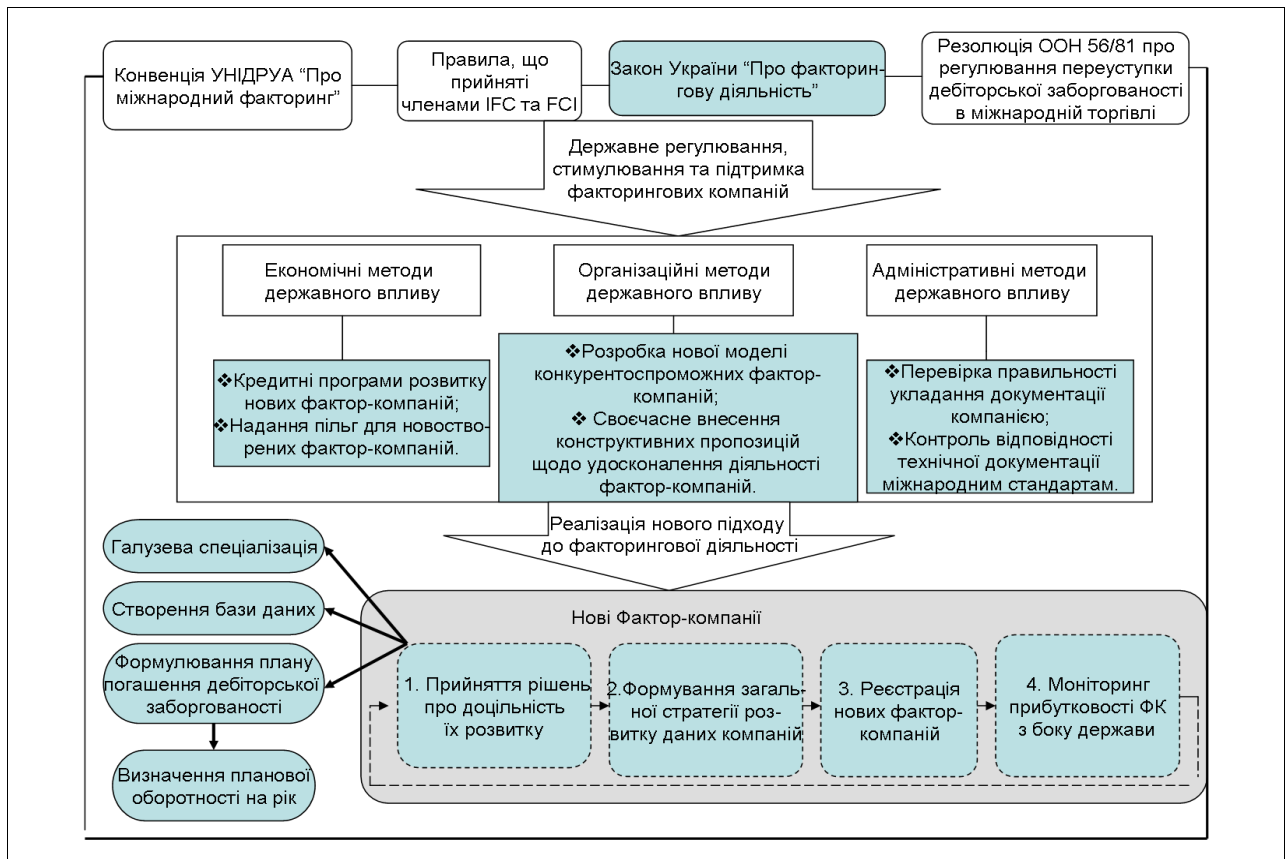 Конвенція УНІДРУА “Про
міжнародний факторинг”
Правила, що
прийняті
членами IFC та FCI
Закон України “Про факторин-
гову діяльність”
Резолюція ООН 56/81 про
регулювання переуступки
дебіторської заборгованості
в міжнародній торгівлі
Державне регулювання,
стимулювання та підтримка
факторингових компаній
Економічні методи
державного впливу
Організаційні методи
державного впливу
Адміністративні методи
державного впливу
❖Кредитні програми розвитку
нових фактор-компаній;
❖Надання пільг для новоство-
рених фактор-компаній.
❖Розробка нової моделі
конкурентоспроможних фактор-
компаній;
❖ Своєчасне внесення
конструктивних пропозицій
щодо удосконалення діяльності
фактор-компаній.
❖Перевірка правильності
укладання документації
компанією;
❖Контроль відповідності
технічної документації
міжнародним стандартам.
Реалізація нового підходу
до факторингової діяльності
Галузева спеціалізація
Створення бази даних
Формулювання плану
погашення дебіторської
заборгованості
Визначення планової
оборотності на рік
Нові Фактор-компанії
1. Прийняття рішень
про доцільність
їх розвитку
2.Формування загаль-
ної стратегії роз-
витку даних компаній
3. Реєстрація
нових фактор-
компаній
4. Моніторинг
прибутковості ФК
з боку держави